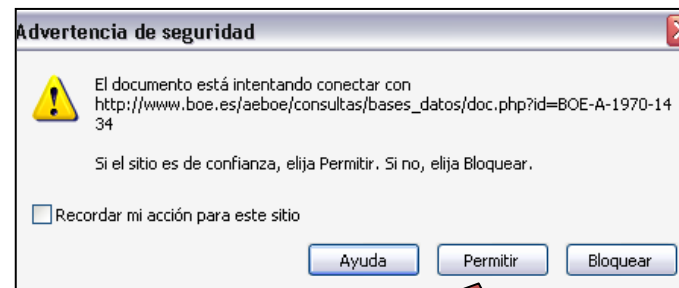 Advertencia de seguridad
El documento está intentando conectar con
http://www.boe.es/aeboe/consultas/bases_datos/doc.php?id=BOE-A-1970-14
34
Si el sitio es de confianza, elija Permitir. Si no, elija Bloquear.
Recordar mi acción para este sitio
Ayuda Permitir Bloquear